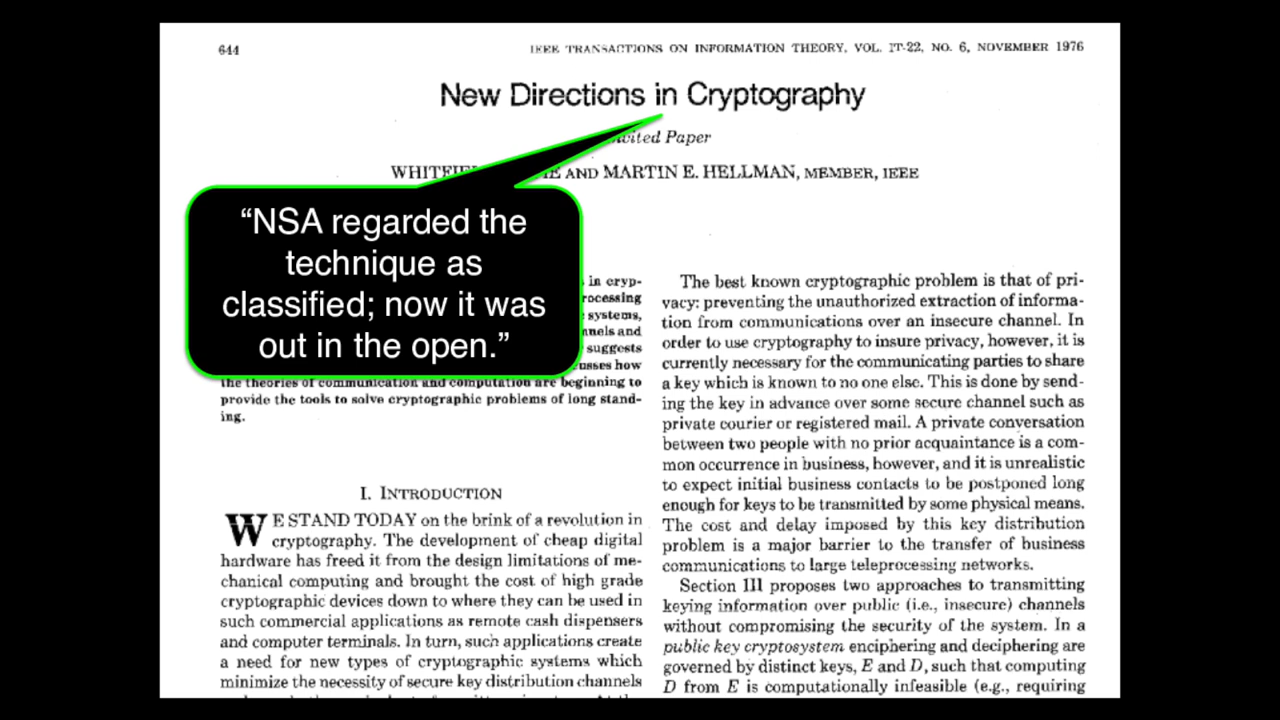 644
IEEE TRANSACTIONS ON INFORMATION THEORY, VOL. IT-22, NO. 6, NOVEMBER 1976
New Directions in Cryptography
Paper
AND MARTIN E. HELLMAN, MEMBER, IEEE
“NSA regarded the
technique as
classified; now it was
out in the open.”
in cryp-
systems,
and
suggests
how
the theories of communication and computation are beginning to
provide the tools to solve cryptographic problems of long stand-
ing.
I. INTRODUCTION
WE STAND TODAY on the brink of a revolution in
cryptography. The development of cheap digital
hardware has freed it from the design limitations of me-
chanical computing and brought the cost of high grade
cryptographic devices down to where they can be used in
such commercial applications as remote cash dispensers
and computer terminals. In turn, such applications create
a need for new types of cryptographic systems which
minimize the necessity of secure key distribution channels
The best known cryptographic problem is that of pri-
vacy: preventing the unauthorized extraction of informa-
tion from communications over an insecure channel. In
order to use cryptography to insure privacy, however, it is
currently necessary for the communicating parties to share
a key which is known to no one else. This is done by send-
ing the key in advance over some secure channel such as
private courier or registered mail. A private conversation
between two people with no prior acquaintance is a com-
mon occurrence in business, however, and it is unrealistic
to expect initial business contacts to be postponed long
enough for keys to be transmitted by some physical means.
The cost and delay imposed by this key distribution
problem is a major barrier to the transfer of business
communications to large teleprocessing networks.
Section III proposes two approaches to transmitting
keying information over public (i.e., insecure) channels
without compromising the security of the system. In a
public key cryptosystem enciphering and deciphering are
governed by distinct keys, E and D, such that computing
D from E is computationally infeasible (e.g., requiring